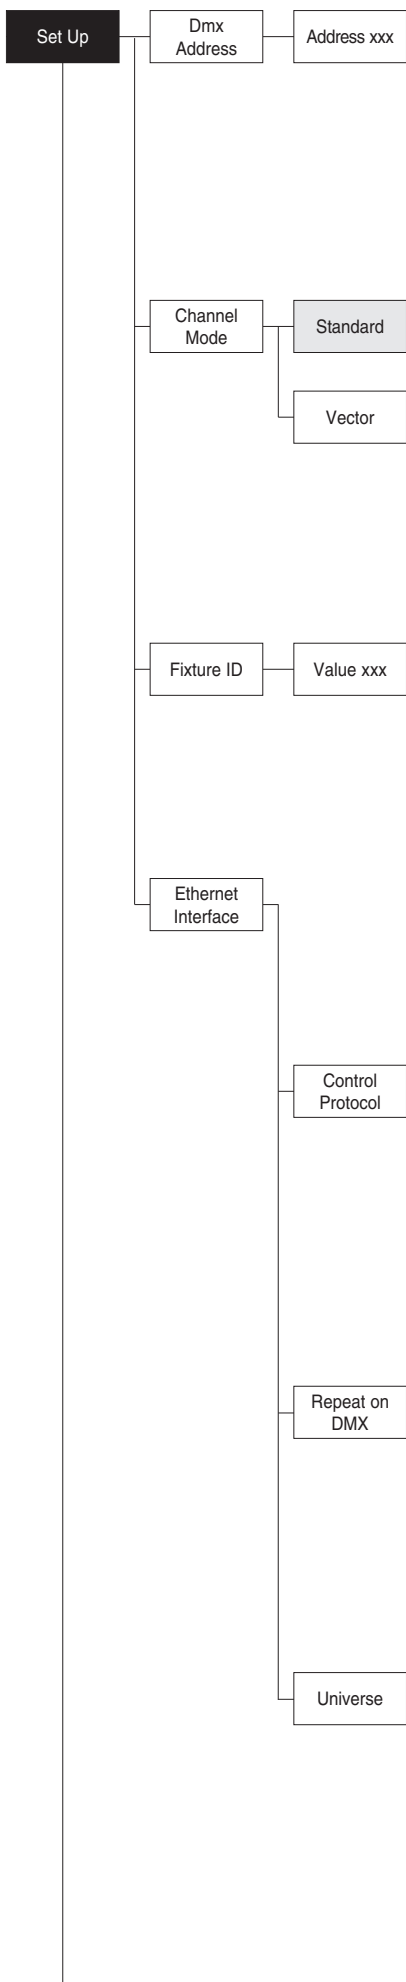 Set Up
Dmx
Address
Address xxx
Channel
Mode
Standard
Vector
Fixture ID
Value xxx
Ethernet
Interface
Control
Protocol
Repeat on
DMX
Universe